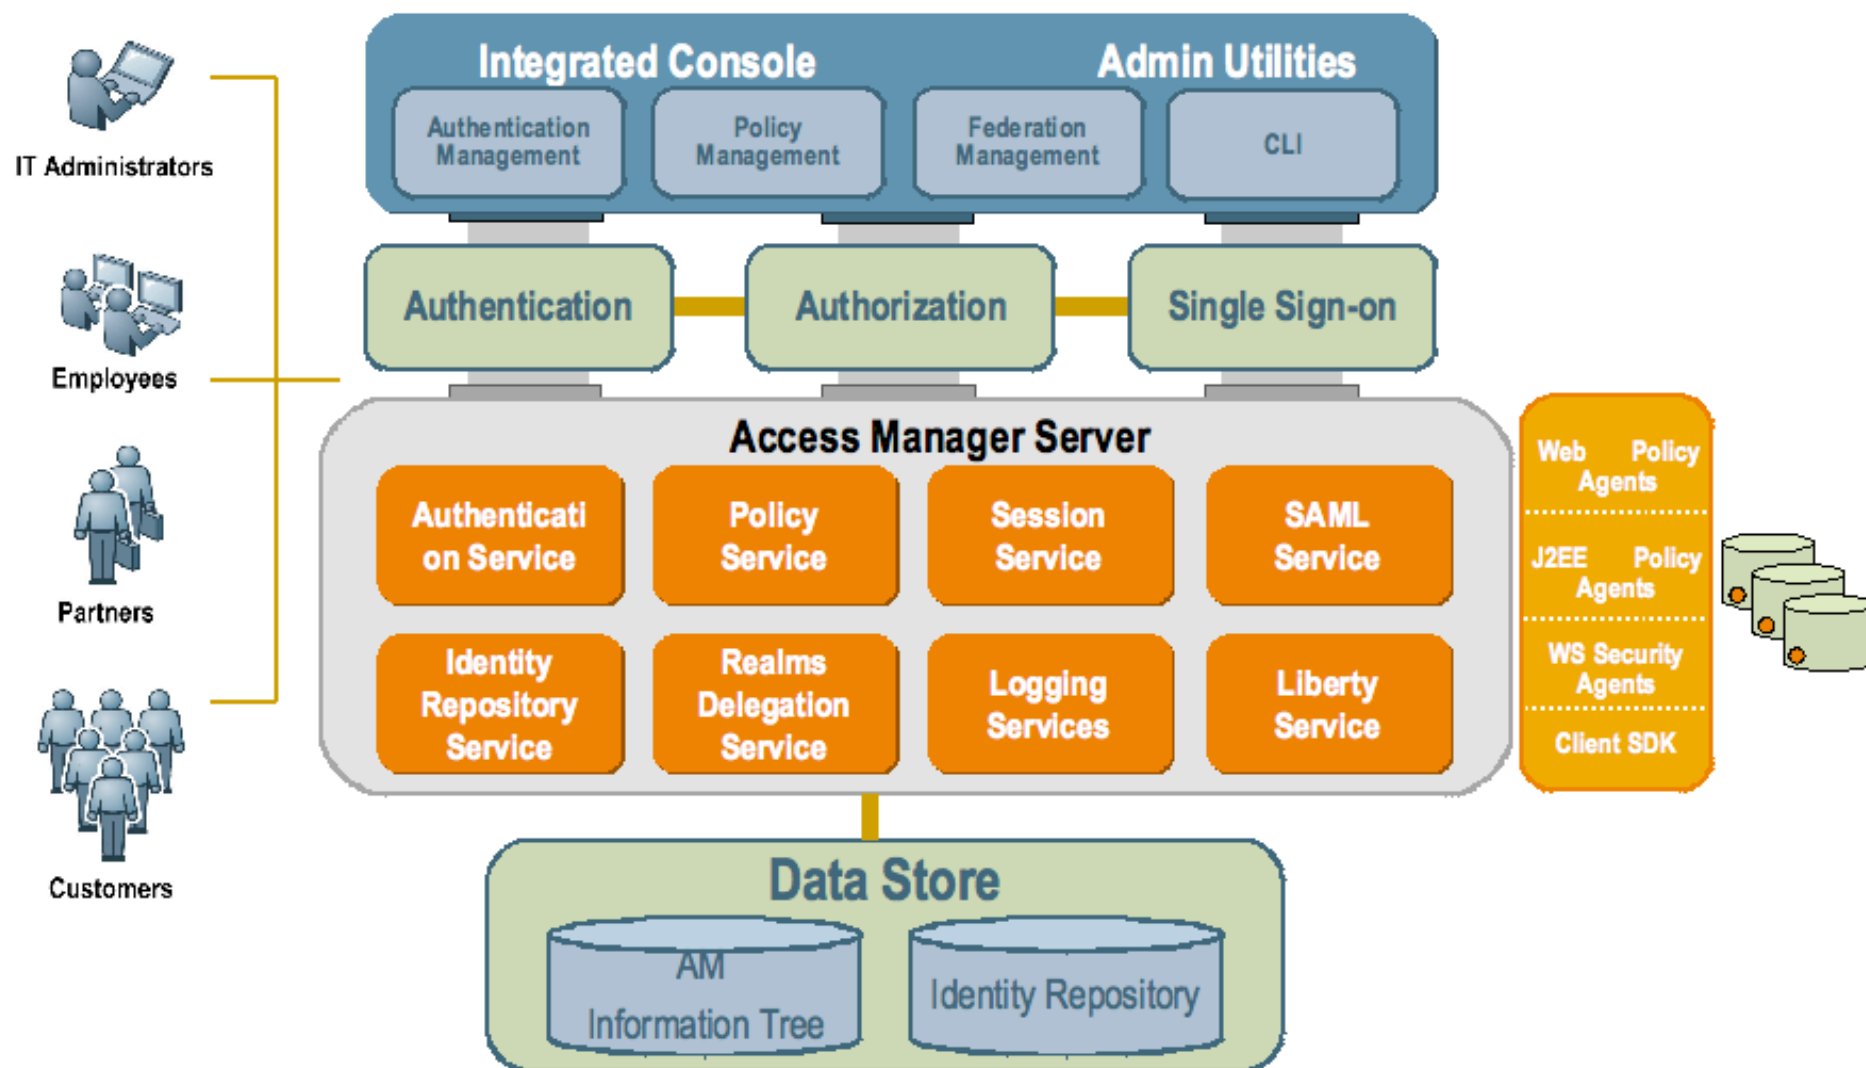 IT Administrators
Employees
Partners
Customers
Integrated Console
Admin Utilities
Authentication
Management
Policy
Management
Federation
Management
CLI
Authentication
Authorization
Single Sign-on
Access Manager Server
Authenticati
on Service
Policy
Service
Session
Service
SAML
Service
Identity
Repository
Service
Realms
Delegation
Service
Logging
Services
Liberty
Service
Web Policy
Agents
J2EE Policy
Agents
WS Security
Agents
Client SDK
Data Store
AM
Information Tree
Identity Repository